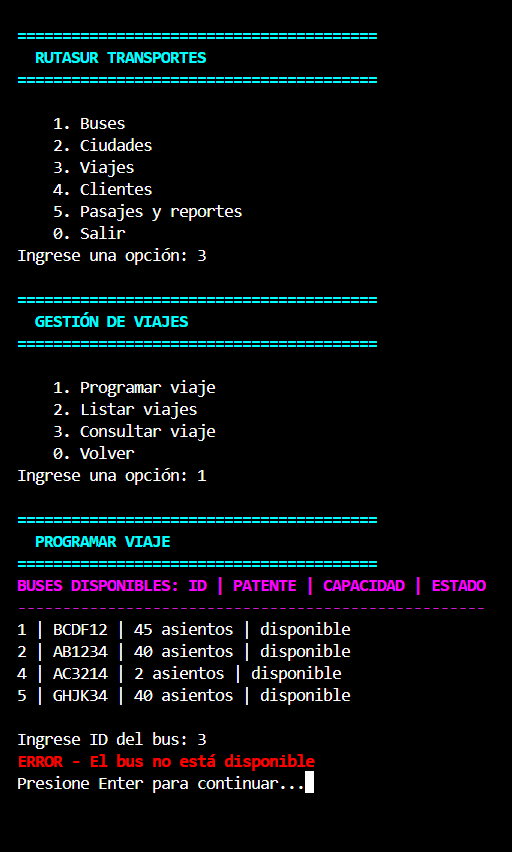 ========================================
RUTASUR TRANSPORTES
========================================
1. Buses
2. Ciudades
3. Viajes
4. Clientes
5. Pasajes y reportes
0. Salir
Ingrese una opción: 3
========================================
GESTIÓN DE VIAJES
========================================
1. Programar viaje
2. Listar viajes
3. Consultar viaje
0. Volver
Ingrese una opción: 1
========================================
PROGRAMAR VIAJE
========================================
BUSES DISPONIBLES: ID | PATENTE | CAPACIDAD | ESTADO
----------------------------------------------------
1 | BCDF12 | 45 asientos | disponible
2 | AB1234 | 40 asientos | disponible
4 | AC3214 | 2 asientos | disponible
5 | GHJK34 | 40 asientos | disponible
Ingrese ID del bus: 3
ERROR - El bus no está disponible
Presione Enter para continuar...